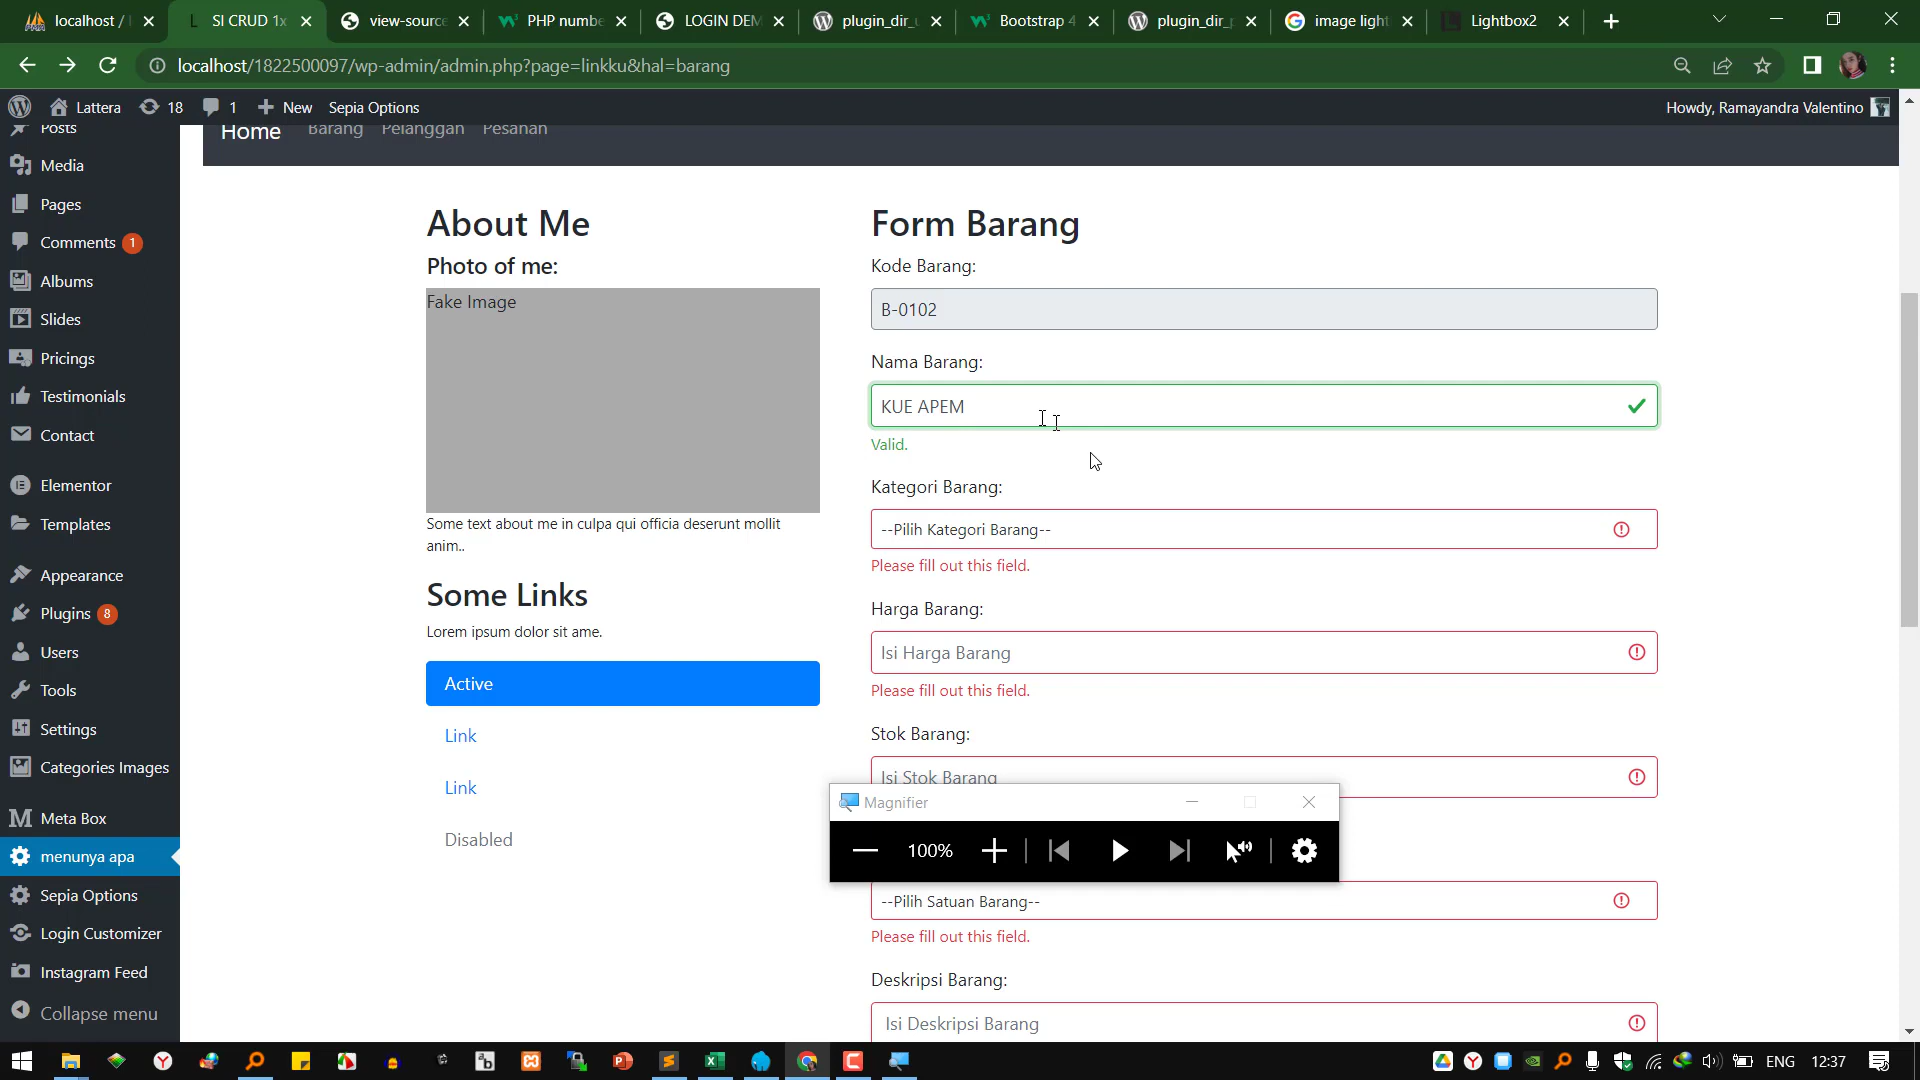 localhost / l
SI CRUD 1x
view-source
PHP numbe
LOGIN DEM
plugin_dir_u
Bootstrap 4
plugin_dir_p
image light
Lightbox2
localhost/1822500097/wp-admin/admin.php?page=linkku&hal=barang
Lattera
18
1
New
Sepia Options
Howdy, Ramayandra Valentino
Posts
Media
Pages
Comments 1
Albums
Slides
Pricings
Testimonials
Contact
Elementor
Templates
Appearance
Plugins 8
Users
Tools
Settings
Categories Images
Meta Box
menunya apa
Sepia Options
Login Customizer
Instagram Feed
Collapse menu
Home Barang Pelanggan Pesanan
About Me
Photo of me:
Fake Image
Some text about me in culpa qui officia deserunt mollit
anim..
Some Links
Lorem ipsum dolor sit ame.
Active
Link
Link
Disabled
Form Barang
Kode Barang:
B-0102
Nama Barang:
KUE APEM
Valid.
Kategori Barang:
--Pilih Kategori Barang--
Please fill out this field.
Harga Barang:
Isi Harga Barang
Please fill out this field.
Stok Barang:
Isi Stok Barang
Magnifier
100%
--Pilih Satuan Barang--
Please fill out this field.
Deskripsi Barang:
Isi Deskripsi Barang
ENG
12:37